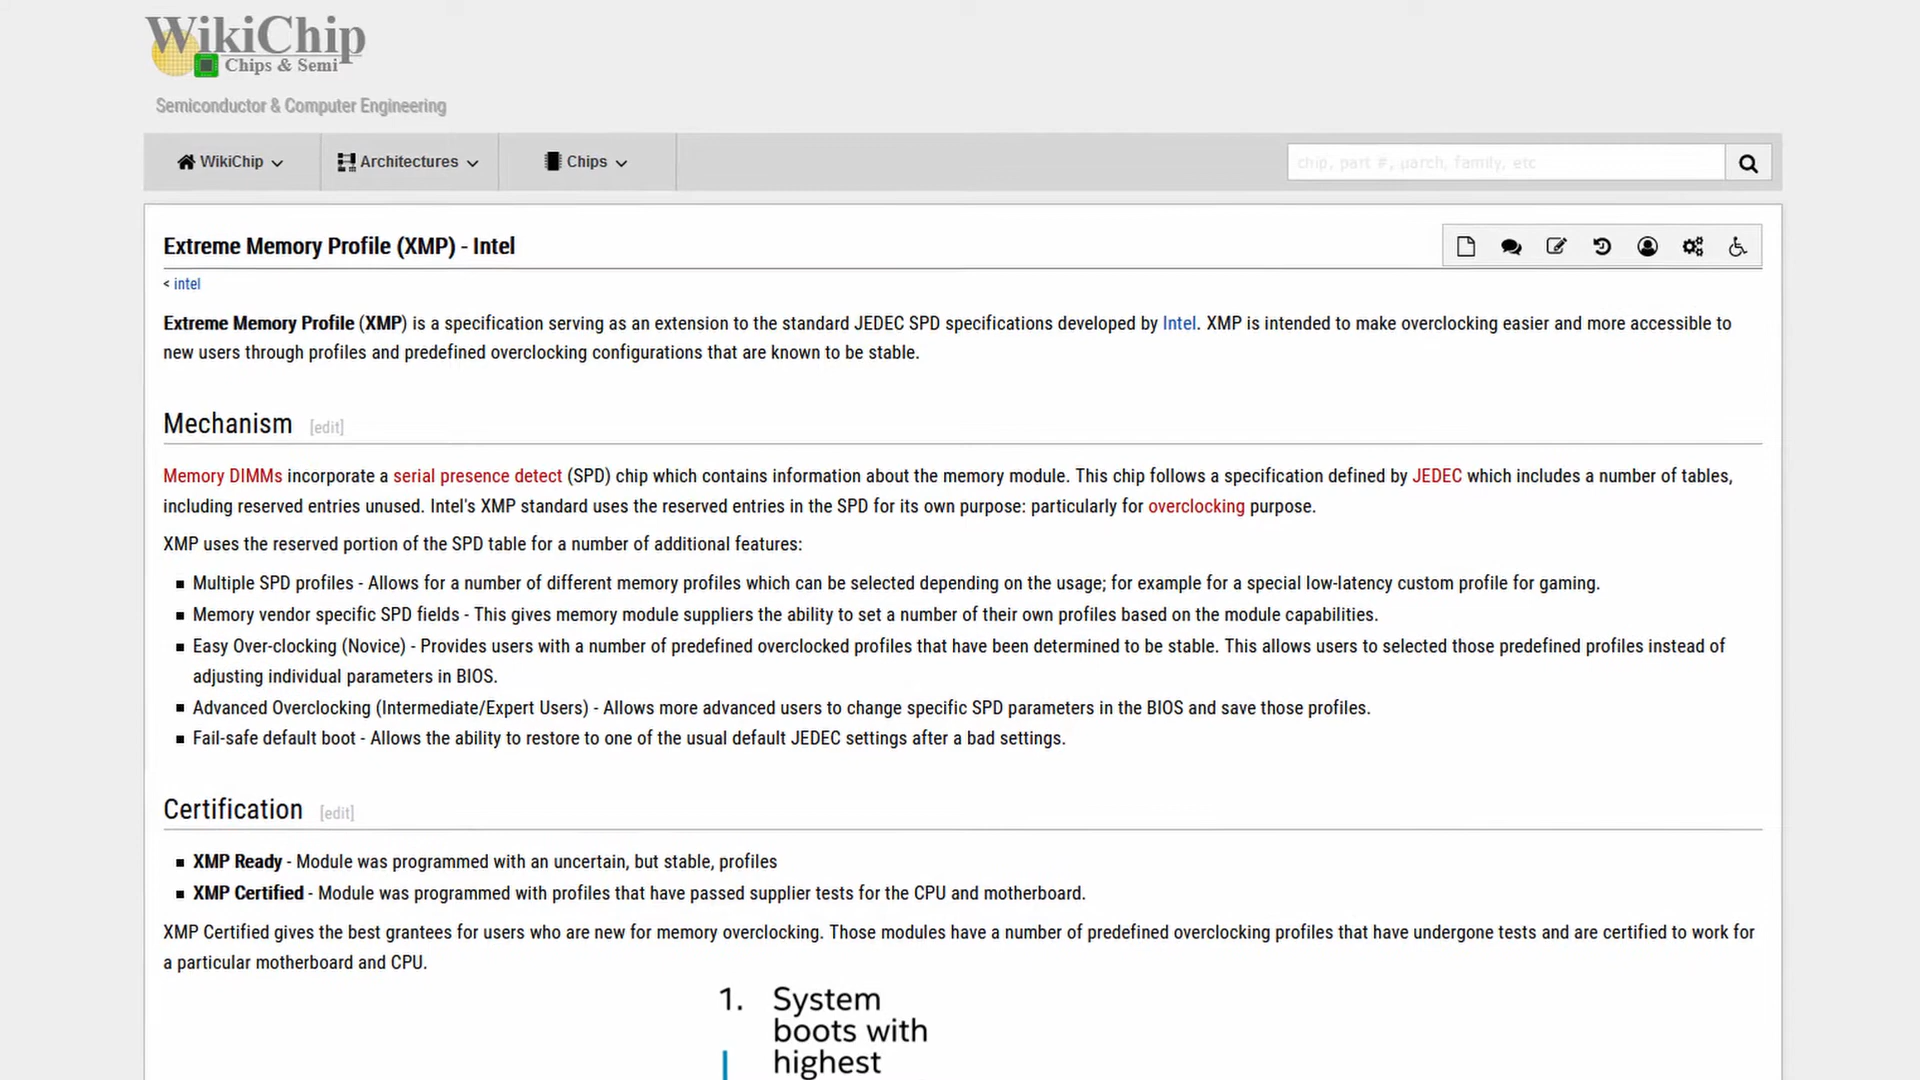 WikiChip
Chips & Semi
Semiconductor & Computer Engineering
WikiChip
Architectures
Chips
chip, part #, µarch, family, etc
Extreme Memory Profile (XMP) - Intel
< intel
Extreme Memory Profile (XMP) is a specification serving as an extension to the standard JEDEC SPD specifications developed by Intel. XMP is intended to make overclocking easier and more accessible to
new users through profiles and predefined overclocking configurations that are known to be stable.
Mechanism [edit]
Memory DIMMs incorporate a serial presence detect (SPD) chip which contains information about the memory module. This chip follows a specification defined by JEDEC which includes a number of tables,
including reserved entries unused. Intel's XMP standard uses the reserved entries in the SPD for its own purpose: particularly for overclocking purpose.
XMP uses the reserved portion of the SPD table for a number of additional features:
Multiple SPD profiles - Allows for a number of different memory profiles which can be selected depending on the usage; for example for a special low-latency custom profile for gaming.
Memory vendor specific SPD fields - This gives memory module suppliers the ability to set a number of their own profiles based on the module capabilities.
Easy Over-clocking (Novice) - Provides users with a number of predefined overclocked profiles that have been determined to be stable. This allows users to selected those predefined profiles instead of
adjusting individual parameters in BIOS.
Advanced Overclocking (Intermediate/Expert Users) - Allows more advanced users to change specific SPD parameters in the BIOS and save those profiles.
Fail-safe default boot - Allows the ability to restore to one of the usual default JEDEC settings after a bad settings.
Certification [edit]
XMP Ready - Module was programmed with an uncertain, but stable, profiles
XMP Certified - Module was programmed with profiles that have passed supplier tests for the CPU and motherboard.
XMP Certified gives the best grantees for users who are new for memory overclocking. Those modules have a number of predefined overclocking profiles that have undergone tests and are certified to work for
a particular motherboard and CPU.
1. System
boots with
highest